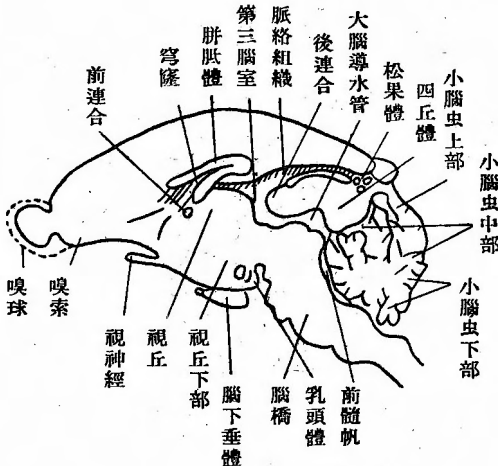 前連合
穹窿
胼胝體
第三腦室
脈絡組織
後連合
大腦導水管
松果體
四丘體
小腦虫上部
小腦虫中部
小腦虫下部
嗅球
嗅索
視神經
視丘
視丘下部
腦下垂體
腦橋
乳頭體
前髓帆